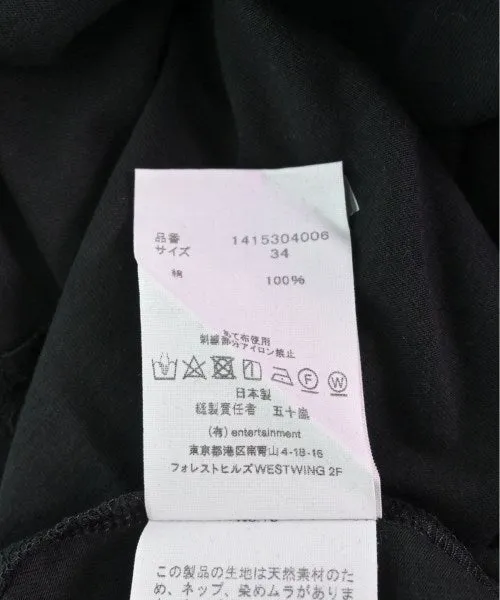 品番 1415304006
サイズ 34
綿 100%
あて布使用
刺繍部分アイロン禁止
F W
日本製
縫製責任者 五十嵐
(有) entertainment
東京都港区南青山4-18-16
フォレストヒルズWESTWING 2F
この製品の生地は天然素材のため
め、ネップ、染めムラがありま